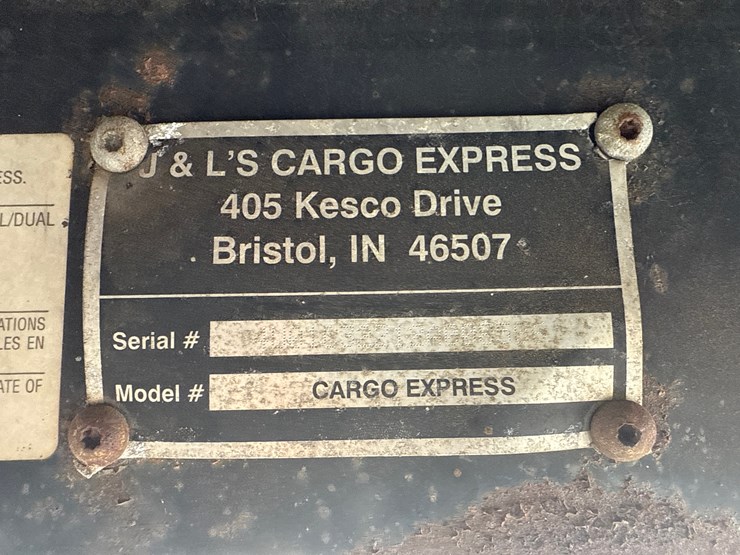 J & L'S CARGO EXPRESS
405 Kesco Drive
Bristol, IN 46507
Serial #
Model # CARGO EXPRESS
ESS.
L/DUAL
ATIONS
LES EN
ATE OF